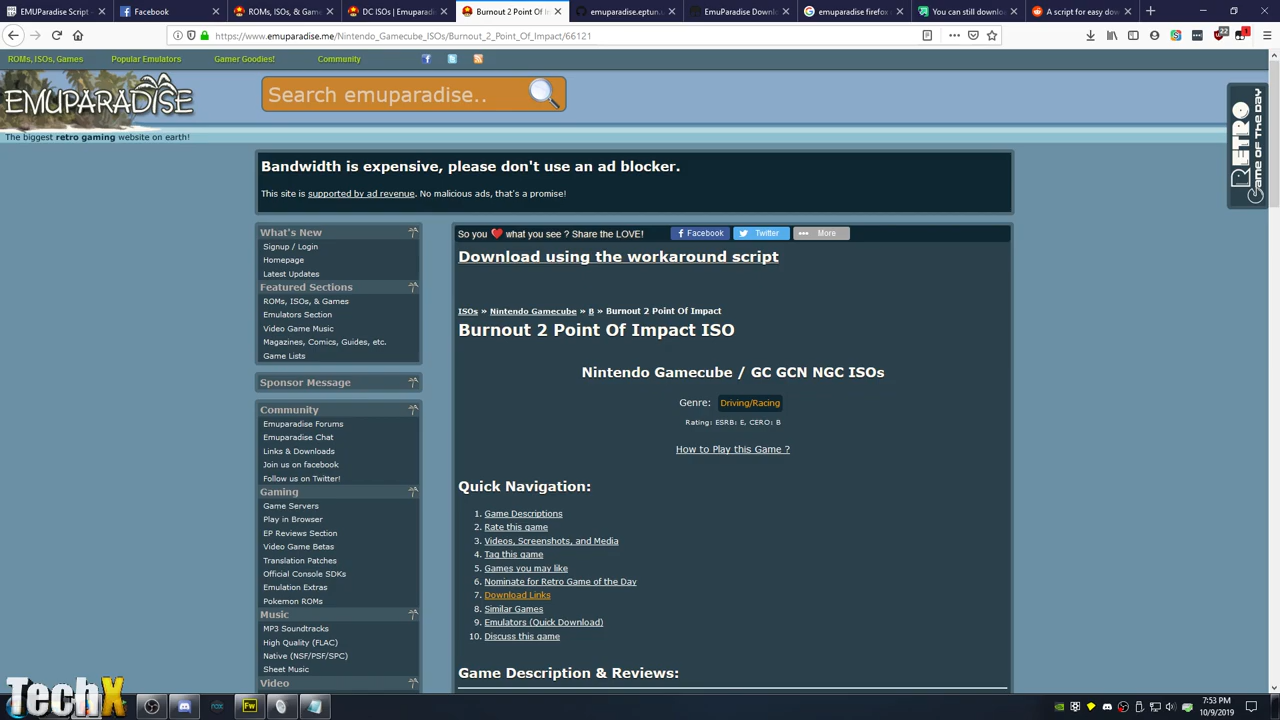 EMUParadise Script -
Facebook
ROMs, ISOs, & Game
DC ISOs | Emuparadis
Burnout 2 Point Of I
emuparadise.eptun
EmuParadise Downlo
emuparadise firefox
You can still downloa
A script for easy dow
https://www.emuparadise.me/Nintendo_Gamecube_ISOs/Burnout_2_Point_Of_Impact/66121
22
1
ROMs, ISOs, Games
Popular Emulators
Gamer Goodies!
Community
EMUPARADISE
Search emuparadise..
The biggest retro gaming website on earth!
RETRO
Game of The Day
Bandwidth is expensive, please don't use an ad blocker.
This site is supported by ad revenue. No malicious ads, that's a promise!
What's New
Signup / Login
Homepage
Latest Updates
Featured Sections
ROMs, ISOs, & Games
Emulators Section
Video Game Music
Magazines, Comics, Guides, etc.
Game Lists
Sponsor Message
Community
Emuparadise Forums
Emuparadise Chat
Links & Downloads
Join us on facebook
Follow us on Twitter!
Gaming
Game Servers
Play in Browser
EP Reviews Section
Video Game Betas
Translation Patches
Official Console SDKs
Emulation Extras
Pokemon ROMs
Music
MP3 Soundtracks
High Quality (FLAC)
Native (NSF/PSF/SPC)
Sheet Music
Video
So you ❤ what you see ? Share the LOVE!
Facebook
Twitter
More
Download using the workaround script
ISOs » Nintendo Gamecube » B » Burnout 2 Point Of Impact
Burnout 2 Point Of Impact ISO
Nintendo Gamecube / GC GCN NGC ISOs
Genre: Driving/Racing
Rating: ESRB: E, CERO: B
How to Play this Game ?
Quick Navigation:
1. Game Descriptions
2. Rate this game
3. Videos, Screenshots, and Media
4. Tag this game
5. Games you may like
6. Nominate for Retro Game of the Day
7. Download Links
8. Similar Games
9. Emulators (Quick Download)
10. Discuss this game
Game Description & Reviews:
TechX
Fw
7:53 PM
10/9/2019